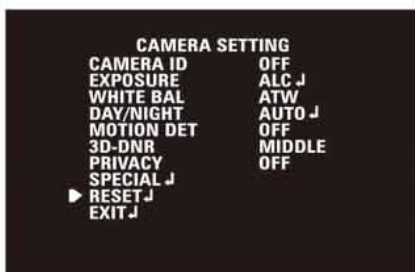 CAMERA SETTING
CAMERA ID OFF
EXPOSURE ALC ↲
WHITE BAL ATW
DAY/NIGHT AUTO ↲
MOTION DET OFF
3D-DNR MIDDLE
PRIVACY OFF
SPECIAL ↲
RESET ↲
EXIT ↲